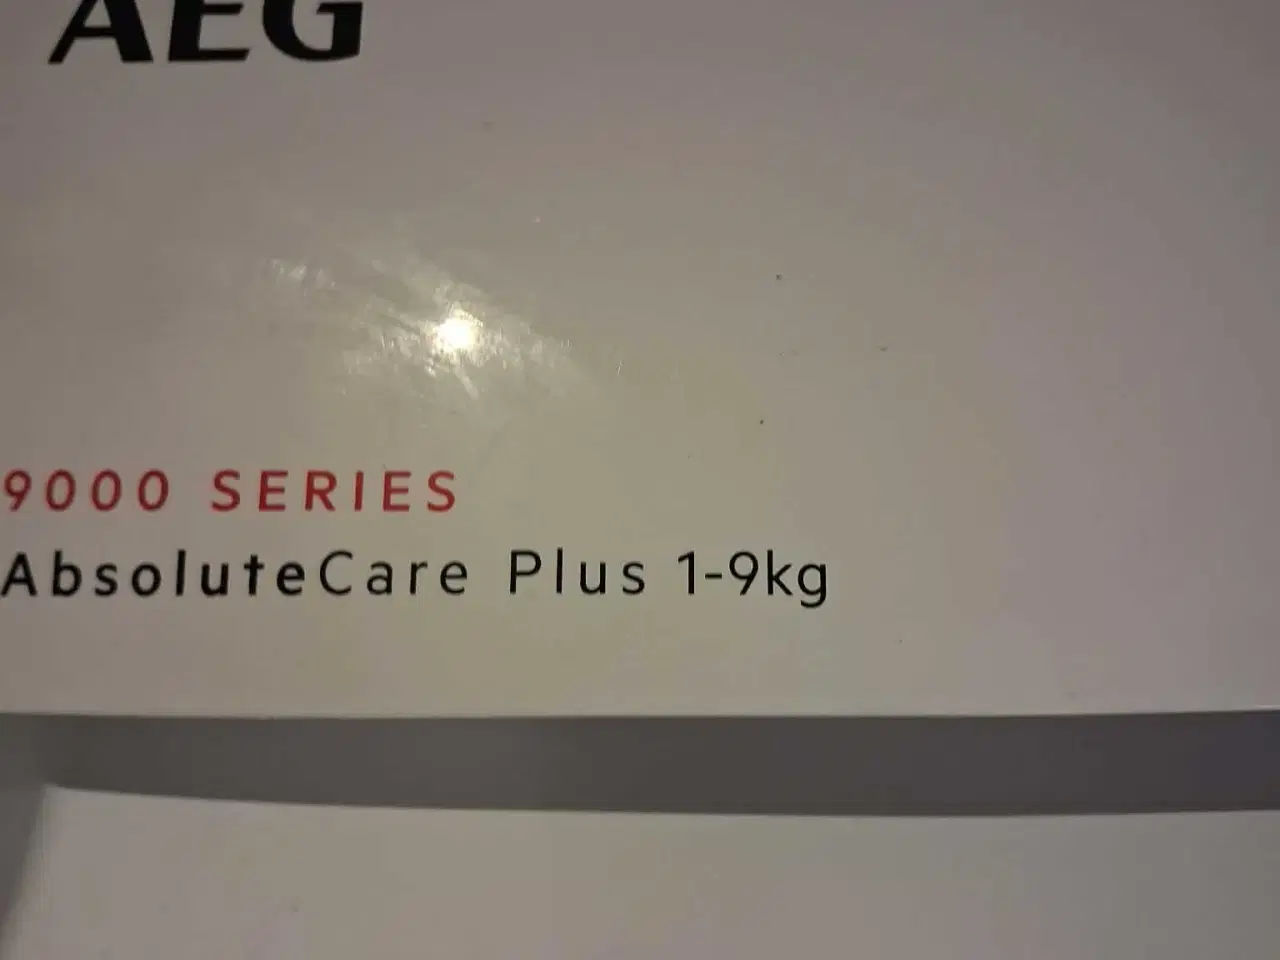 AEG
9000 SERIES
AbsoluteCare Plus 1-9kg